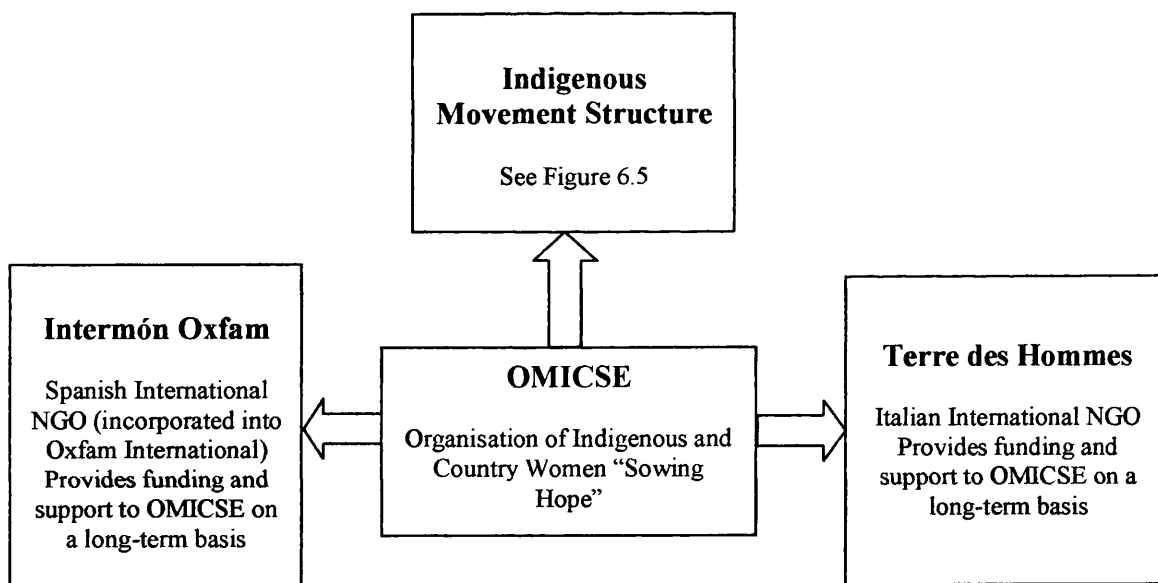 Indigenous
Movement Structure
See Figure 6.5
Intermón Oxfam
Spanish International
NGO (incorporated into
Oxfam International)
Provides funding and
support to OMICSE on
a long-term basis
OMICSE
Organisation of Indigenous and
Country Women “Sowing
Hope”
Terre des Hommes
Italian International NGO
Provides funding and
support to OMICSE on a
long-term basis